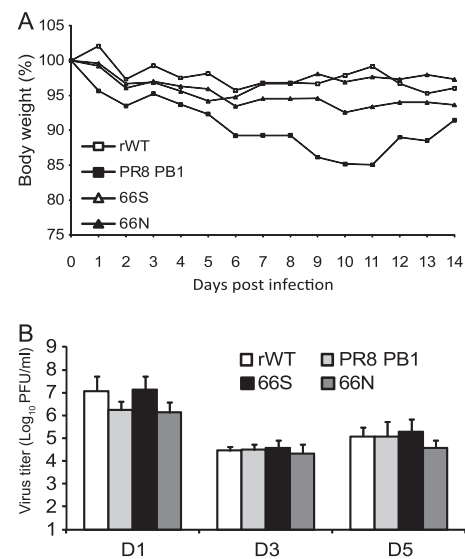 A
Body weight (%)
105
100
95
90
85
80
75
rWT
PR8 PB1
66S
66N
0 1 2 3 4 5 6 7 8 9 10 11 12 13 14
Days post infection
B
Virus titer (Log10 PFU/ml)
9
8
7
6
5
4
3
2
1
rWT PR8 PB1
66S 66N
D1 D3 D5